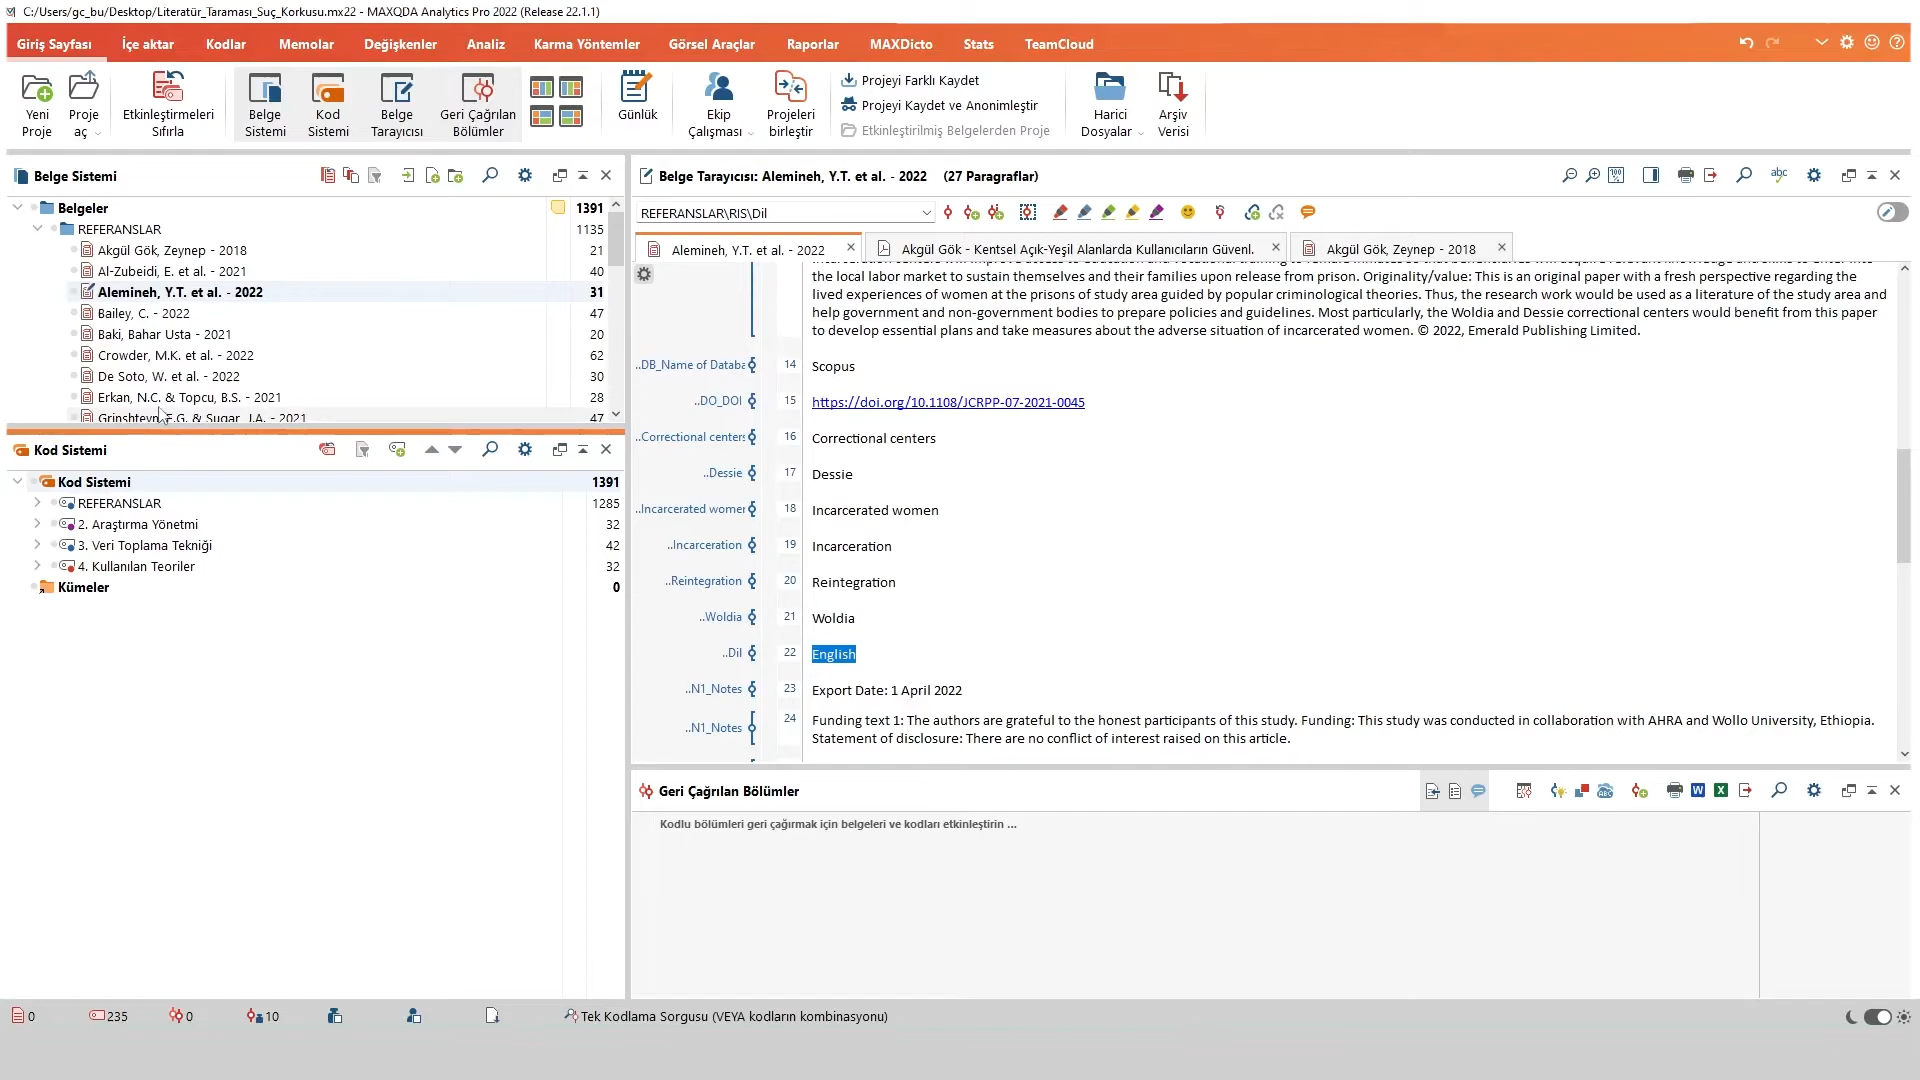 C:/Users/gc_bu/Desktop/Literatür_Taraması_Suç_Korkusu.mx22 - MAXQDA Analytics Pro 2022 (Release 22.1.1)
Giriş Sayfası İçe aktar Kodlar Memolar Değişkenler Analiz Karma Yöntemler Görsel Araçlar Raporlar MAXDicto Stats TeamCloud
Yeni Proje
Proje aç
Etkinleştirmeleri Sıfırla
Belge Sistemi
Kod Sistemi
Belge Tarayıcısı
Geri Çağrılan Bölümler
Günlük
Ekip Çalışması
Projeleri birleştir
Projeyi Farklı Kaydet
Projeyi Kaydet ve Anonimleştir
Etkinleştirilmiş Belgelerden Proje
Harici Dosyalar
Arşiv Verisi
Belge Sistemi
Belgeler 1391
REFERANSLAR 1135
Akgül Gök, Zeynep - 2018 21
Al-Zubeidi, E. et al. - 2021 40
Alemineh, Y.T. et al. - 2022 31
Bailey, C. - 2022 47
Baki, Bahar Usta - 2021 20
Crowder, M.K. et al. - 2022 62
De Soto, W. et al. - 2022 30
Erkan, N.C. & Topcu, B.S. - 2021 28
Grinshteyn, E.G. & Sugar, J.A. - 2021 47
Kod Sistemi
Kod Sistemi 1391
REFERANSLAR 1285
2. Araştırma Yönetmi 32
3. Veri Toplama Tekniği 42
4. Kullanılan Teoriler 32
Kümeler 0
Belge Tarayıcısı: Alemineh, Y.T. et al. - 2022 (27 Paragraflar)
100 %
abc
REFERANSLAR\RIS\Dil
Alemineh, Y.T. et al. - 2022
Akgül Gök - Kentsel Açık-Yeşil Alanlarda Kullanıcıların Güvenl.
Akgül Gök, Zeynep - 2018
the local labor market to sustain themselves and their families upon release from prison. Originality/value: This is an original paper with a fresh perspective regarding the
lived experiences of women at the prisons of study area guided by popular criminological theories. Thus, the research work would be used as a literature of the study area and
help government and non-government bodies to prepare policies and guidelines. Most particularly, the Woldia and Dessie correctional centers would benefit from this paper
to develop essential plans and take measures about the adverse situation of incarcerated women. © 2022, Emerald Publishing Limited.
..DB_Name of Databa 14 Scopus
..DO_DOI 15 https://doi.org/10.1108/JCRPP-07-2021-0045
..Correctional centers 16 Correctional centers
..Dessie 17 Dessie
..Incarcerated women 18 Incarcerated women
..Incarceration 19 Incarceration
..Reintegration 20 Reintegration
..Woldia 21 Woldia
..Dil 22 English
..N1_Notes 23 Export Date: 1 April 2022
..N1_Notes 24 Funding text 1: The authors are grateful to the honest participants of this study. Funding: This study was conducted in collaboration with AHRA and Wollo University, Ethiopia.
Statement of disclosure: There are no conflict of interest raised on this article.
Geri Çağrılan Bölümler
Kodlu bölümleri geri çağırmak için belgeleri ve kodları etkinleştirin ...
0 235 0 10 Tek Kodlama Sorgusu (VEYA kodların kombinasyonu)